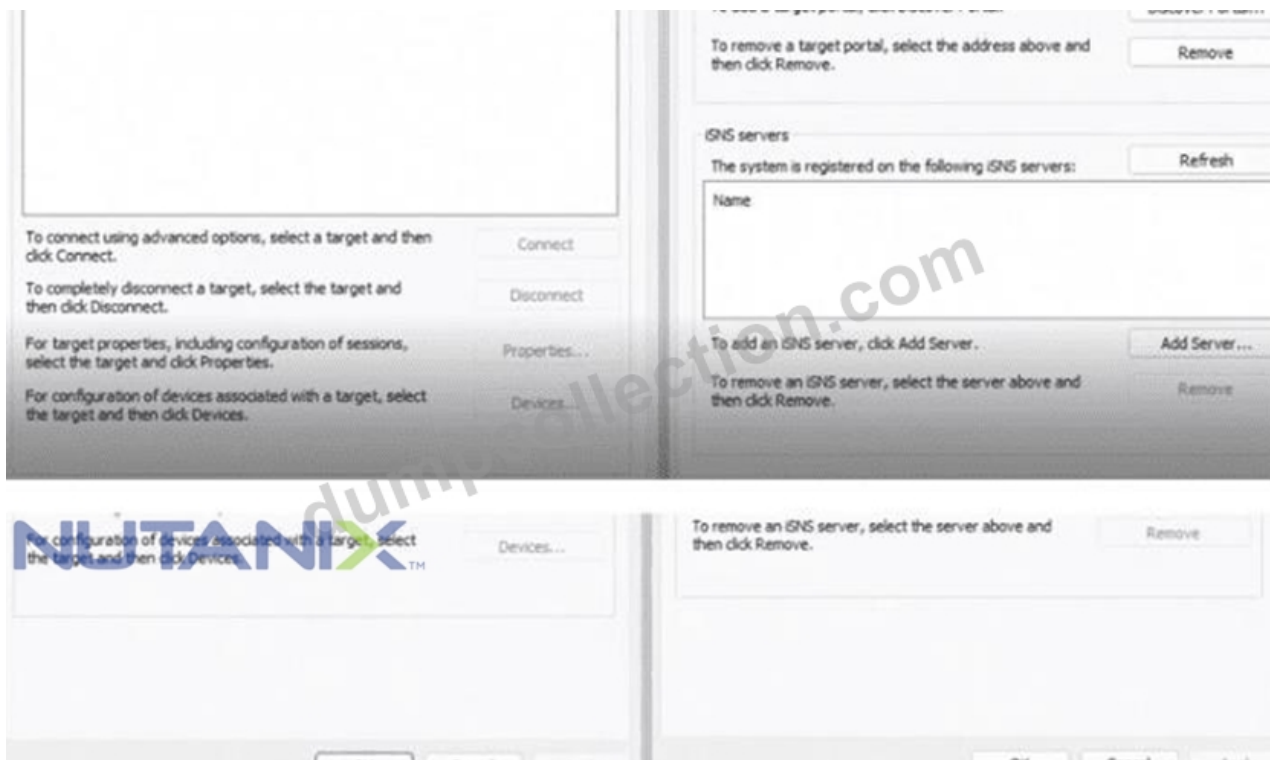 To remove a target portal, select the address above and
then click Remove.
Remove
iSNS servers
The system is registered on the following iSNS servers:
Refresh
Name
To connect using advanced options, select a target and then
click Connect.
Connect
To completely disconnect a target, select the target and
then click Disconnect.
Disconnect
For target properties, including configuration of sessions,
select the target and click Properties.
Properties...
For configuration of devices associated with a target, select
the target and then click Devices.
Devices...
To add an iSNS server, click Add Server.
Add Server...
To remove an iSNS server, select the server above and
then click Remove.
Remove
dumpcollection.com
NUTANIX TM
For configuration of devices associated with a target, select
the target and then click Devices.
Devices...
To remove an iSNS server, select the server above and
then click Remove.
Remove